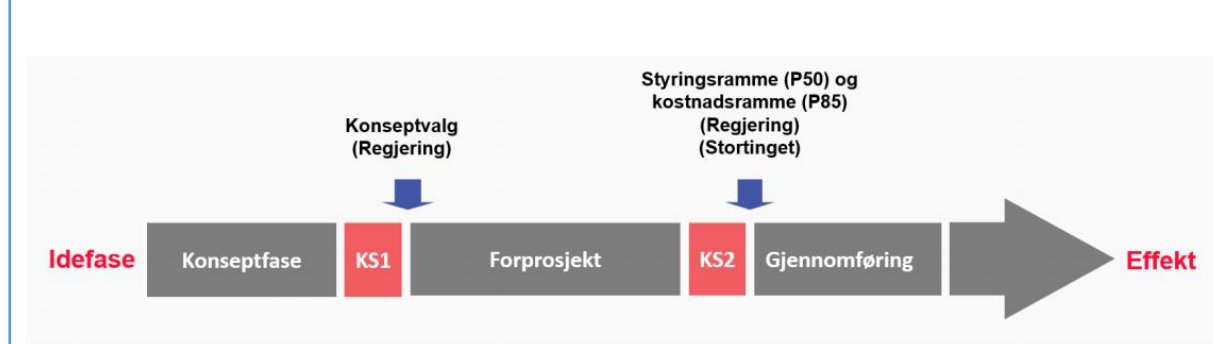 Styringsramme (P50) og
kostnadsramme (P85)
(Regjering)
(Stortinget)
Konseptvalg
(Regjering)
Idefase
Konseptfase
KS1
Forprosjekt
KS2
Gjennomføring
Effekt